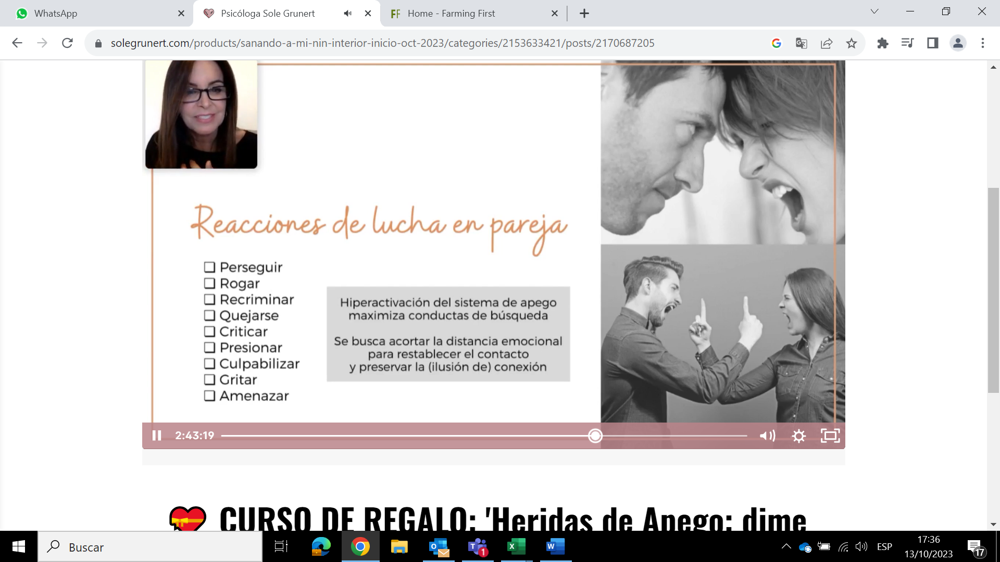 WhatsApp
Psicóloga Sole Grunert
FF Home - Farming First
solegrunert.com/products/sanando-a-mi-nin-interior-inicio-oct-2023/categories/2153633421/posts/2170687205
Reacciones de lucha en pareja
Perseguir
Rogar
Recriminar
Quejarse
Criticar
Presionar
Culpabilizar
Gritar
Amenazar
Hiperactivación del sistema de apego
maximiza conductas de búsqueda
Se busca acortar la distancia emocional
para restablecer el contacto
y preservar la (ilusión de) conexión
2:43:19
CURSO DE REGALO: 'Heridas de Apego: dime
Buscar
1
ESP
17:36
13/10/2023
17